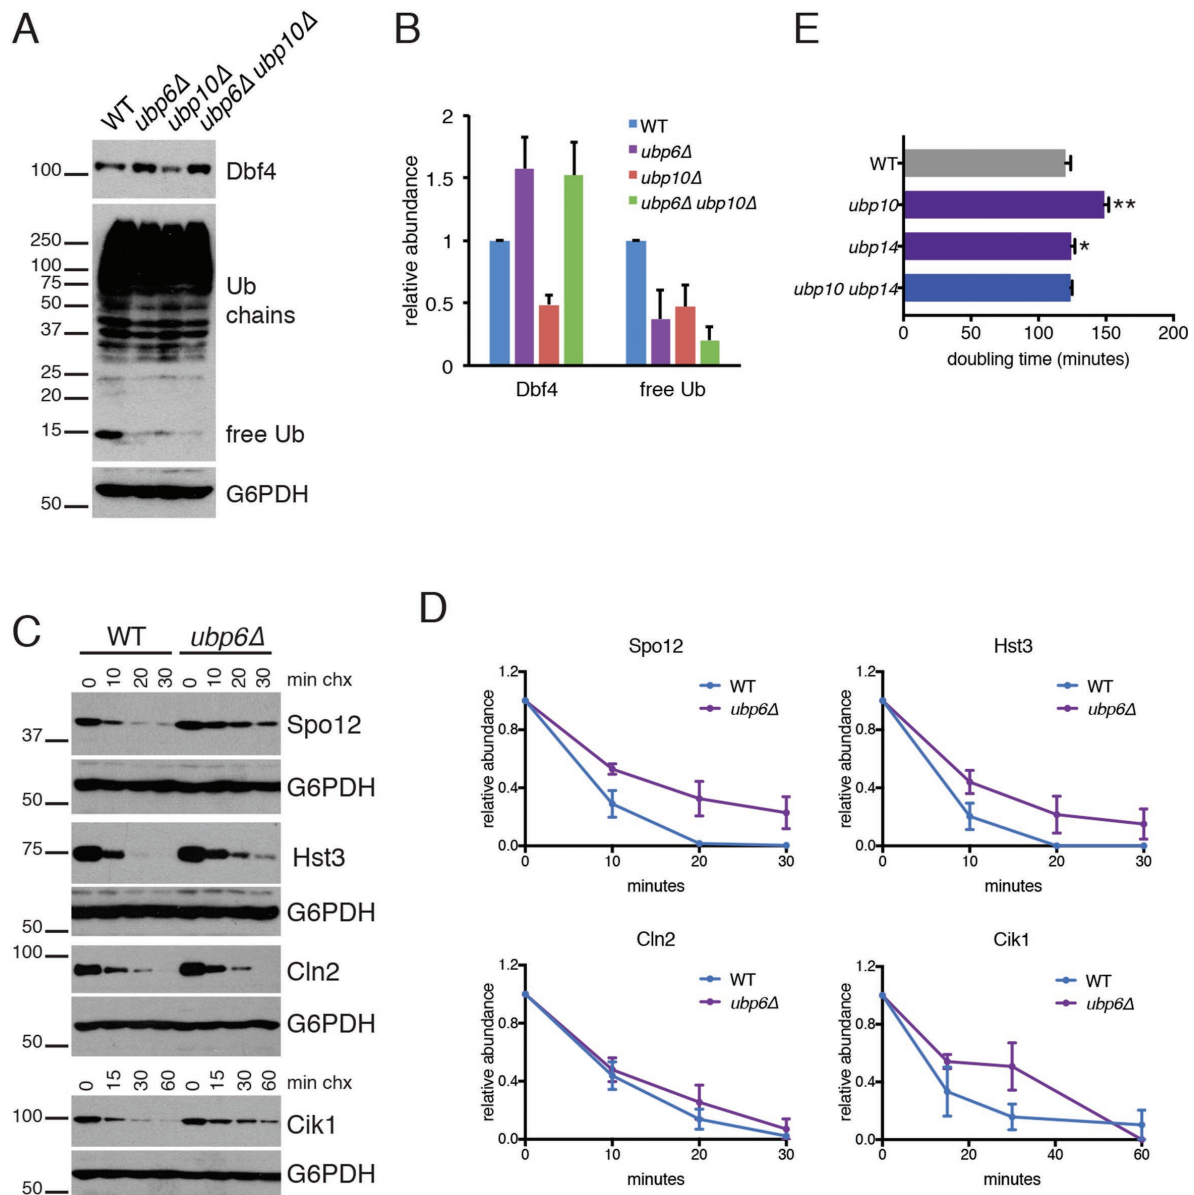 A
WT
ubp6Δ
ubp10Δ
ubp6Δ ubp10Δ
100
Dbf4
250
100
75
50
37
25
20
15
Ub
chains
free Ub
50
G6PDH
B
relative abundance
2
1.5
1
0.5
0
WT
ubp6Δ
ubp10Δ
ubp6Δ ubp10Δ
Dbf4
free Ub
E
WT
ubp10
**
ubp14
*
ubp10 ubp14
0 50 100 150 200
doubling time (minutes)
C
WT ubp6Δ
0 10 20 30 0 10 20 30 min chx
37
Spo12
50
G6PDH
75
Hst3
50
G6PDH
100
Cln2
50
G6PDH
0 15 30 60 0 15 30 60 min chx
100
Cik1
50
G6PDH
D
Spo12
relative abundance
1.2
0.8
0.4
0.0
WT
ubp6Δ
0 10 20 30
minutes
Hst3
relative abundance
1.2
0.8
0.4
0.0
WT
ubp6Δ
0 10 20 30
minutes
Cln2
relative abundance
1.2
0.8
0.4
0.0
WT
ubp6Δ
0 10 20 30
minutes
Cik1
relative abundance
1.2
0.8
0.4
0.0
WT
ubp6Δ
0 20 40 60
minutes